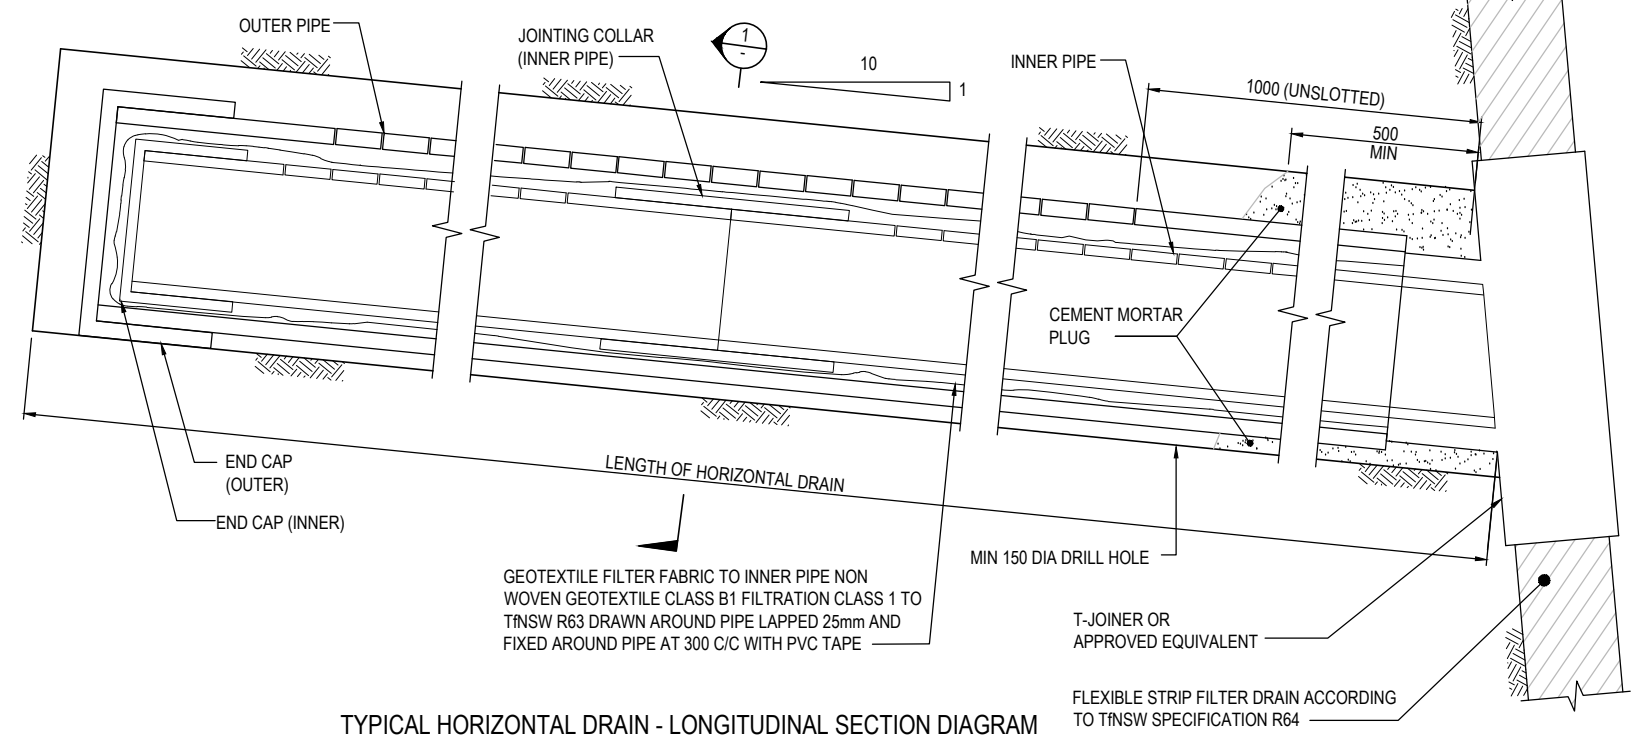 OUTER PIPE
JOINTING COLLAR
(INNER PIPE)
1
-
10
1
INNER PIPE
1000 (UNSLOTTED)
500
MIN
CEMENT MORTAR
PLUG
END CAP
(OUTER)
END CAP (INNER)
LENGTH OF HORIZONTAL DRAIN
MIN 150 DIA DRILL HOLE
GEOTEXTILE FILTER FABRIC TO INNER PIPE NON
WOVEN GEOTEXTILE CLASS B1 FILTRATION CLASS 1 TO
TfNSW R63 DRAWN AROUND PIPE LAPPED 25mm AND
FIXED AROUND PIPE AT 300 C/C WITH PVC TAPE
T-JOINER OR
APPROVED EQUIVALENT
FLEXIBLE STRIP FILTER DRAIN ACCORDING
TO TfNSW SPECIFICATION R64
TYPICAL HORIZONTAL DRAIN - LONGITUDINAL SECTION DIAGRAM